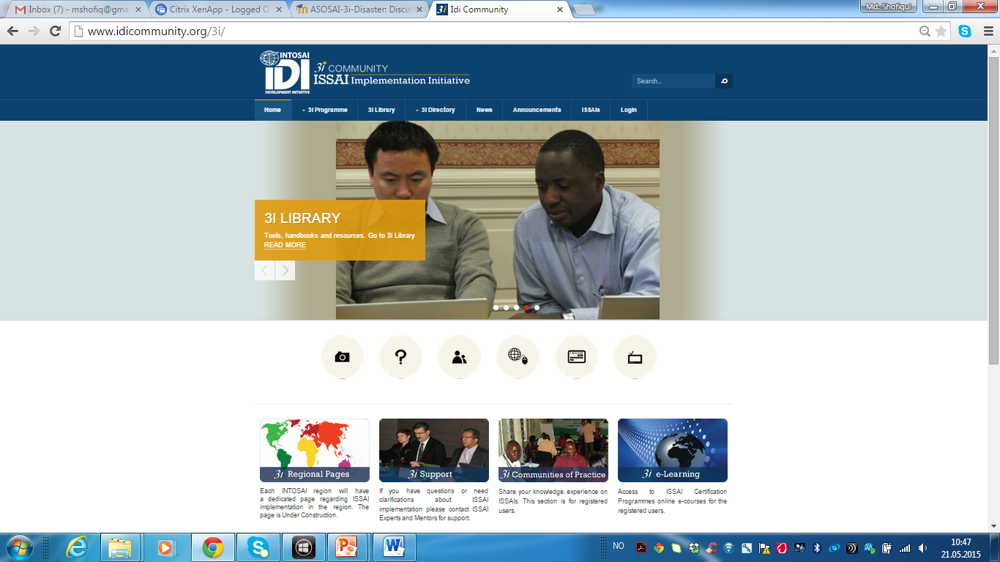 Inbox (7) - mshofiq@gma
Citrix XenApp - Logged O
ASOSAI-3i-Disaster: Discu
Idi Community
Md. Shofiqul
www.idicommunity.org/3i/
INTOSAI
IDI
DEVELOPMENT INITIATIVE
3i COMMUNITY
ISSAI Implementation Initiative
Search...
Home
3i Programme
3i Library
3i Directory
News
Announcements
ISSAIs
Login
3I LIBRARY
Tools, handbooks and resources. Go to 3i Library
READ MORE
3i Regional Pages
Each INTOSAI region will have
a dedicated page regarding ISSAI
implementation in the region. The
page is Under Construction.
3i Support
If you have questions or need
clarifications about ISSAI
implementation please contact ISSAI
Experts and Mentors for support.
3i Communities of Practice
Share your knowledge, experience on
ISSAIs. This section is for registered
users.
3i e-Learning
Access to ISSAI Certification
Programmes online e-courses for the
registered users.
NO
10:47
21.05.2015